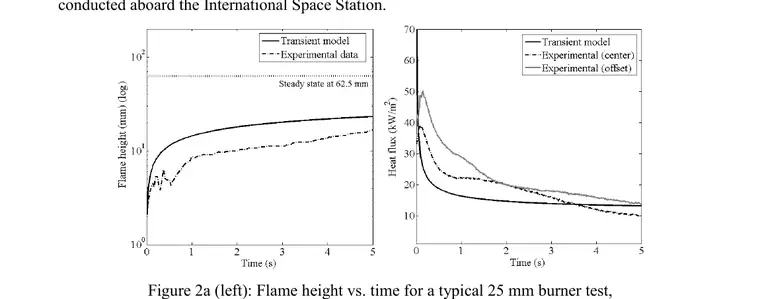 conducted aboard the International Space Station.
Transient model
Experimental data
Steady state at 62.5 mm
Flame height (mm) (log)
10²
10¹
10⁰
0 1 2 3 4 5
Time (s)
Transient model
Experimental (center)
Experimental (offset)
Heat flux (kW/m²)
70
60
50
40
30
20
10
0 1 2 3 4 5
Time (s)
Figure 2a (left): Flame height vs. time for a typical 25 mm burner test,